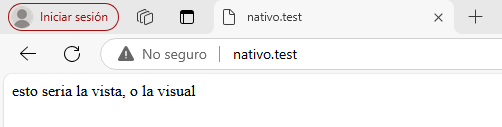 Iniciar sesión
nativo.test
No seguro
nativo.test
esto seria la vista, o la visual